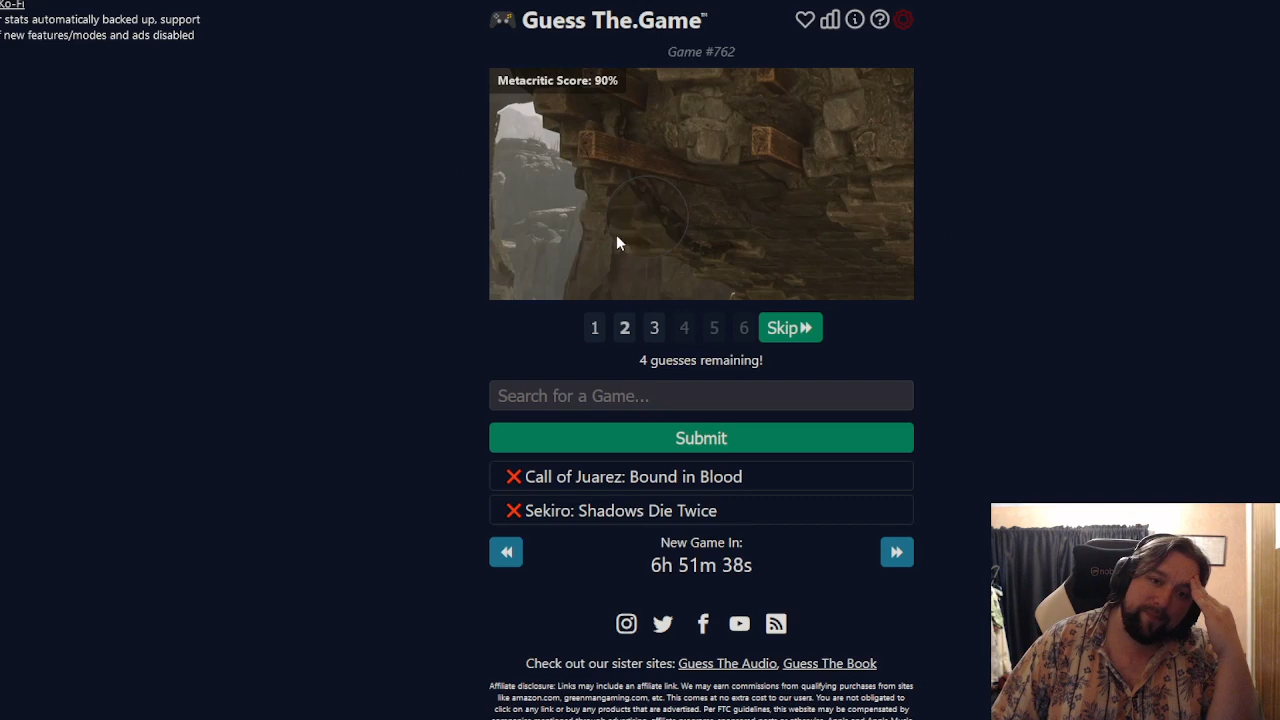 Ko-Fi
r stats automatically backed up, support
f new features/modes and ads disabled
Guess The.Game™
Game #762
Metacritic Score: 90%
1 2 3 4 5 6 Skip
4 guesses remaining!
Search for a Game...
Submit
Call of Juarez: Bound in Blood
Sekiro: Shadows Die Twice
New Game In:
6h 51m 38s
Check out our sister sites: Guess The Audio, Guess The Book
Affiliate disclosure: Links may include an affiliate link. We may earn commissions from qualifying purchases from sites
like amazon.com, greenmangaming.com, etc. This comes at no extra cost to our users. You are not obligated to
click on any link or buy any products that are advertised. Per FTC guidelines, this website may be compensated by